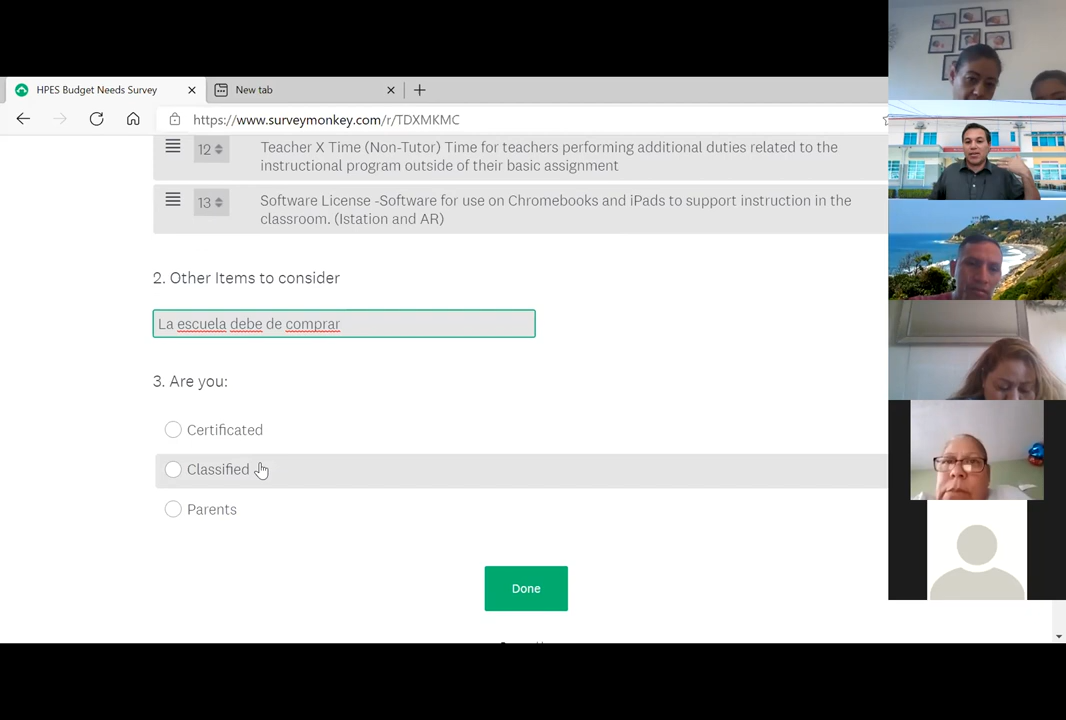 HPES Budget Needs Survey
New tab
https://www.surveymonkey.com/r/TDXMKMC
12
Teacher X Time (Non-Tutor) Time for teachers performing additional duties related to the
instructional program outside of their basic assignment
13
Software License -Software for use on Chromebooks and iPads to support instruction in the
classroom. (Istation and AR)
2. Other Items to consider
La escuela debe de comprar
3. Are you:
Certificated
Classified
Parents
Done